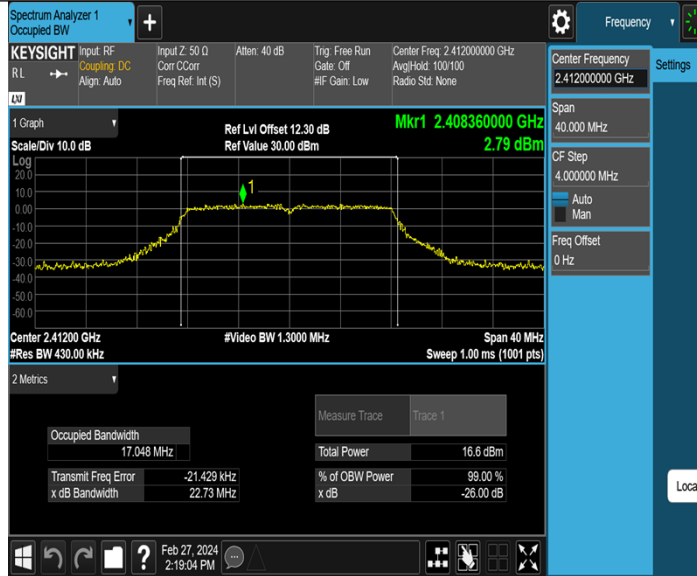 Spectrum Analyzer 1
Occupied BW
Frequency
KEYSIGHT
RL
Input: RF
Coupling: DC
Align: Auto
Input Z: 50 Ω
Corr CCorr
Freq Ref: Int (S)
Atten: 40 dB
Trig: Free Run
Gate: Off
#IF Gain: Low
Center Freq: 2.412000000 GHz
Avg|Hold: 100/100
Radio Std: None
LXI
Center Frequency
2.412000000 GHz
Settings
Span
40.000 MHz
CF Step
4.000000 MHz
Auto
Man
Freq Offset
0 Hz
1 Graph
Scale/Div 10.0 dB
Ref Lvl Offset 12.30 dB
Ref Value 30.00 dBm
Mkr1 2.408360000 GHz
2.79 dBm
Log
20.0
10.0
0.00
-10.0
-20.0
-30.0
-40.0
-50.0
-60.0
1
Center 2.41200 GHz
#Res BW 430.00 kHz
#Video BW 1.3000 MHz
Span 40 MHz
Sweep 1.00 ms (1001 pts)
2 Metrics
Measure Trace Trace 1
Occupied Bandwidth
17.048 MHz
Total Power 16.6 dBm
Transmit Freq Error -21.429 kHz
% of OBW Power 99.00 %
x dB Bandwidth 22.73 MHz
x dB -26.00 dB
Loca
?
Feb 27, 2024
2:19:04 PM